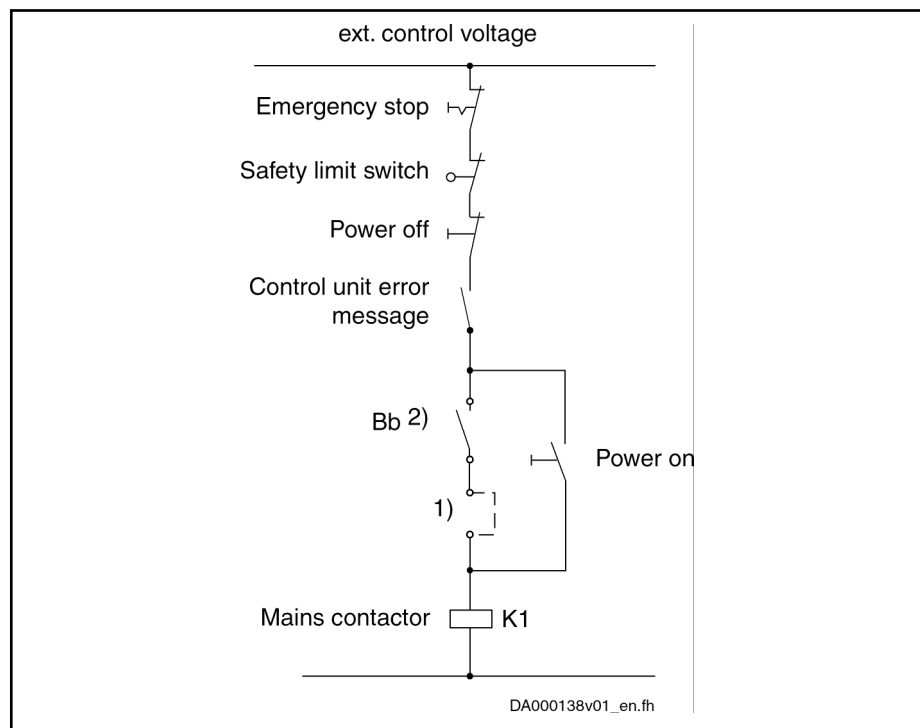 ext. control voltage
Emergency stop
Safety limit switch
Power off
Control unit error
message
Bb 2)
Power on
1)
Mains contactor
K1
DA000138v01_en.fh